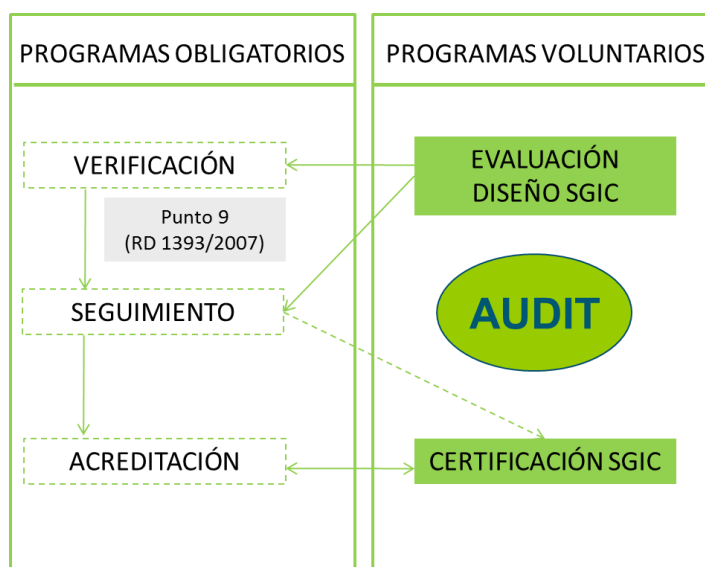 PROGRAMAS OBLIGATORIOS
PROGRAMAS VOLUNTARIOS
VERIFICACIÓN
EVALUACIÓN
DISEÑO SGIC
Punto 9
(RD 1393/2007)
SEGUIMIENTO
AUDIT
ACREDITACIÓN
CERTIFICACIÓN SGIC